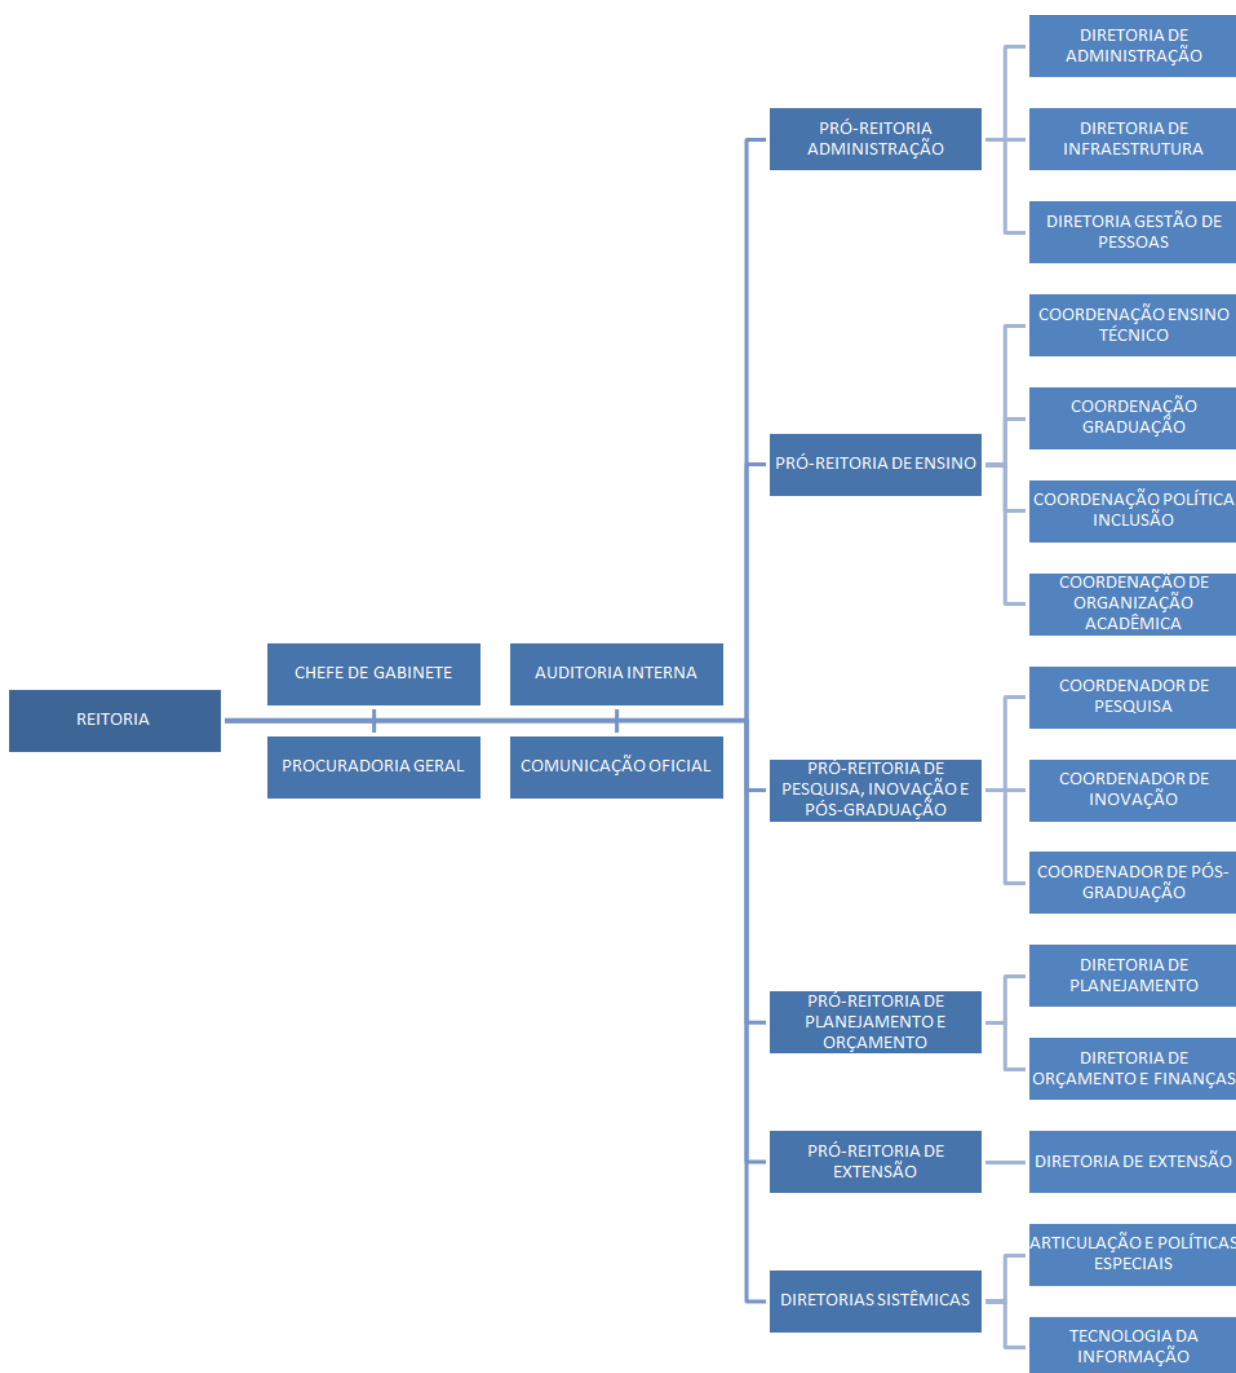 REITORIA
CHEFE DE GABINETE
PROCURADORIA GERAL
AUDITORIA INTERNA
COMUNICAÇÃO OFICIAL
PRÓ-REITORIA
ADMINISTRAÇÃO
DIRETORIA DE
ADMINISTRAÇÃO
DIRETORIA DE
INFRAESTRUTURA
DIRETORIA GESTÃO DE
PESSOAS
PRÓ-REITORIA DE ENSINO
COORDENAÇÃO ENSINO
TÉCNICO
COORDENAÇÃO
GRADUAÇÃO
COORDENAÇÃO POLÍTICA
INCLUSÃO
COORDENAÇÃO DE
ORGANIZAÇÃO
ACADÊMICA
PRÓ-REITORIA DE
PESQUISA, INOVAÇÃO E
PÓS-GRADUAÇÃO
COORDENADOR DE
PESQUISA
COORDENADOR DE
INOVAÇÃO
COORDENADOR DE PÓS-
GRADUAÇÃO
PRÓ-REITORIA DE
PLANEJAMENTO E
ORÇAMENTO
DIRETORIA DE
PLANEJAMENTO
DIRETORIA DE
ORÇAMENTO E FINANÇAS
PRÓ-REITORIA DE
EXTENSÃO
DIRETORIA DE EXTENSÃO
DIRETORIAS SISTÊMICAS
ARTICULAÇÃO E POLÍTICAS
ESPECIAIS
TECNOLOGIA DA
INFORMAÇÃO